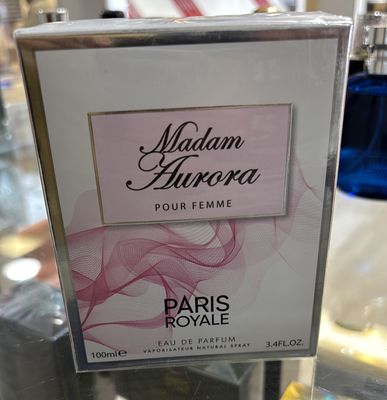 Madam
Aurora
POUR FEMME
PARIS
ROYALE
EAU DE PARFUM
VAPORISATEUR NATURAL SPRAY
100ml℮
3.4FL.OZ.